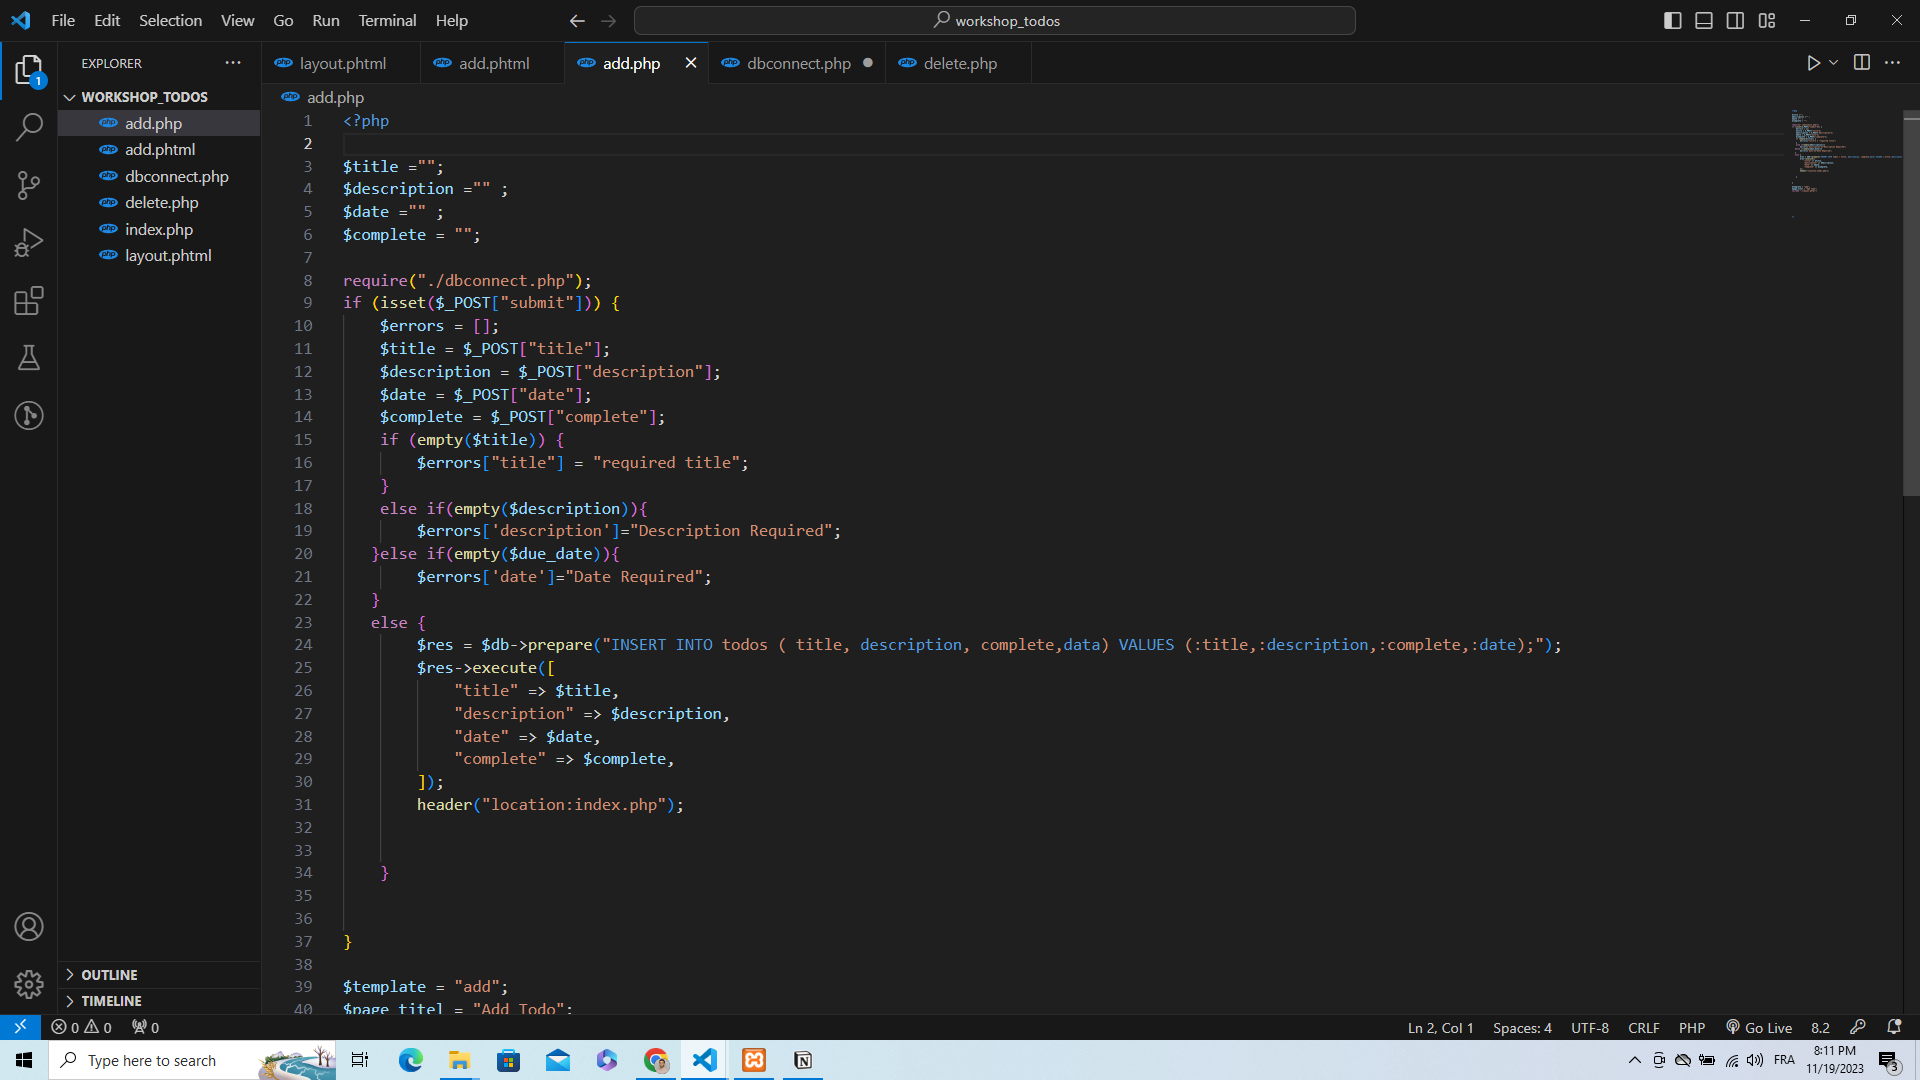 File Edit Selection View Go Run Terminal Help
workshop_todos
1
EXPLORER
layout.phtml
add.phtml
add.php
dbconnect.php
delete.php
WORKSHOP_TODOS
add.php
add.phtml
dbconnect.php
delete.php
index.php
layout.phtml
OUTLINE
TIMELINE
add.php
1 <?php
2
3 $title ="";
4 $description ="" ;
5 $date ="" ;
6 $complete = "";
7
8 require("./dbconnect.php");
9 if (isset($_POST["submit"])) {
10 $errors = [];
11 $title = $_POST["title"];
12 $description = $_POST["description"];
13 $date = $_POST["date"];
14 $complete = $_POST["complete"];
15 if (empty($title)) {
16 $errors["title"] = "required title";
17 }
18 else if(empty($description)){
19 $errors['description']="Description Required";
20 }else if(empty($due_date)){
21 $errors['date']="Date Required";
22 }
23 else {
24 $res = $db->prepare("INSERT INTO todos ( title, description, complete,data) VALUES (:title,:description,:complete,:date);");
25 $res->execute([
26 "title" => $title,
27 "description" => $description,
28 "date" => $date,
29 "complete" => $complete,
30 ]);
31 header("location:index.php");
32
33
34 }
35
36
37 }
38
39 $template = "add";
40 $page_titel = "Add Todo";
0 0 0
Ln 2, Col 1 Spaces: 4 UTF-8 CRLF PHP Go Live 8.2
Type here to search
FRA
8:11 PM
11/19/2023
3